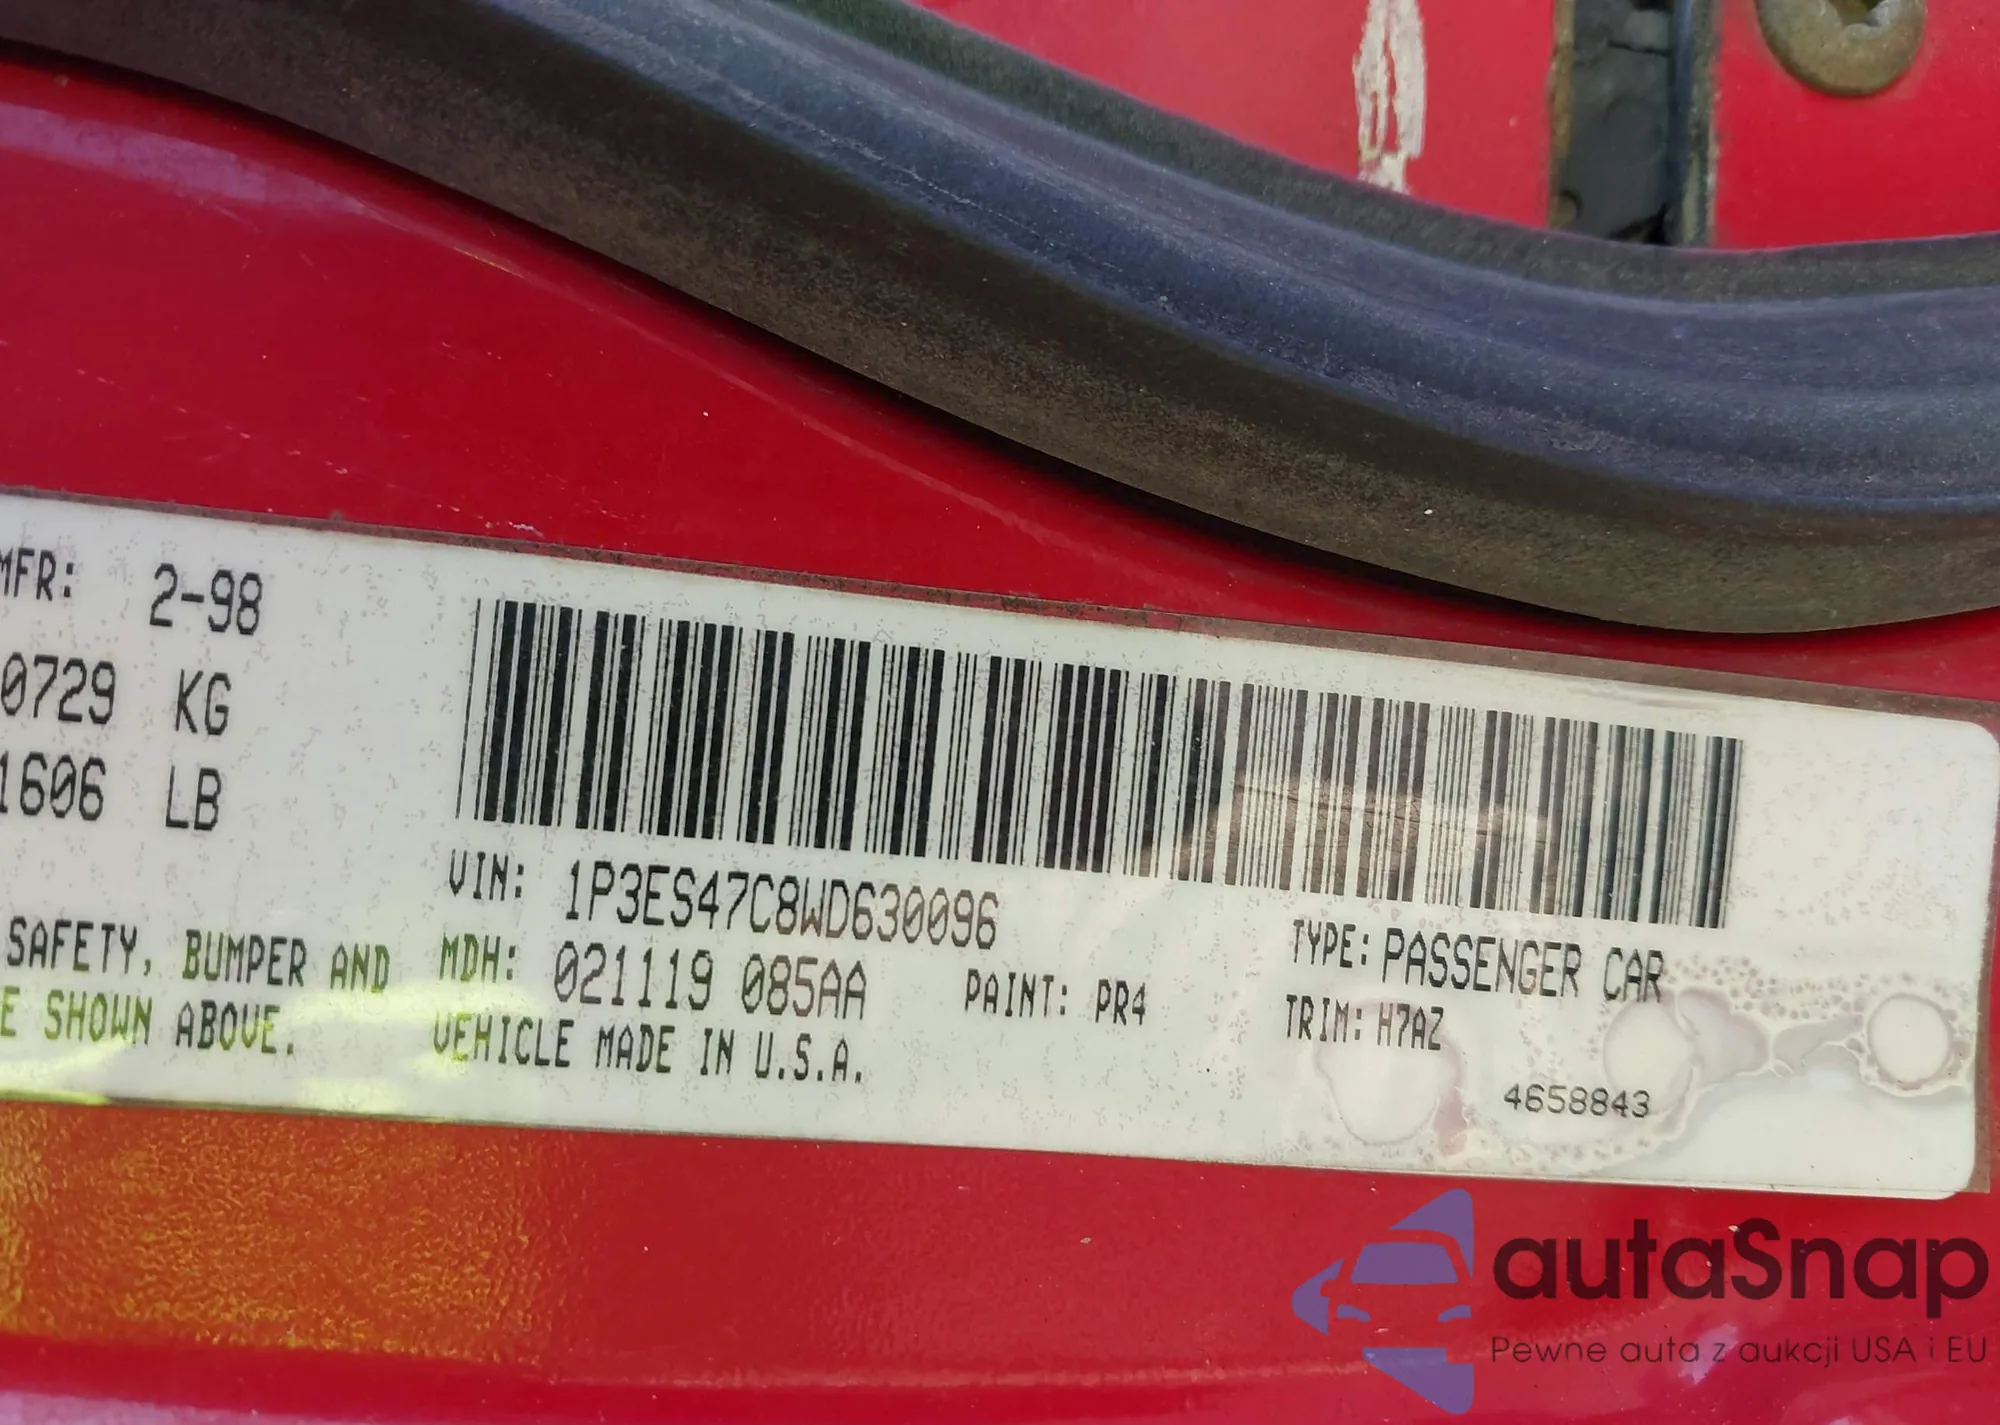 MFR: 2-98
0729 KG
1606 LB
VIN: 1P3ES47C8WD630096
TYPE: PASSENGER CAR
SAFETY, BUMPER AND
MDH: 021119 085AA
PAINT: PR4
TRIM: H7AZ
E SHOWN ABOVE.
VEHICLE MADE IN U.S.A.
4658843
autaSnap
Pewne auta z aukcji USA i EU